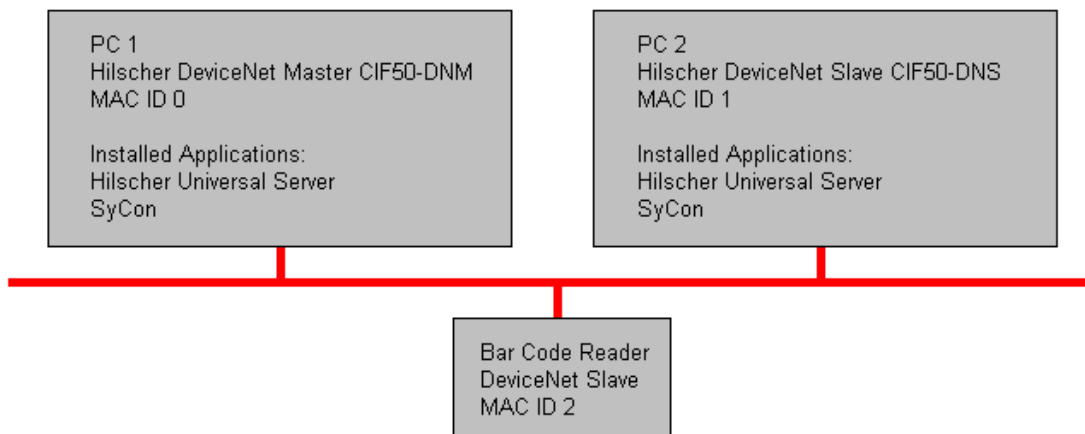 PC 1
Hilscher DeviceNet Master CIF50-DNM
MAC ID 0
Installed Applications:
Hilscher Universal Server
SyCon
PC 2
Hilscher DeviceNet Slave CIF50-DNS
MAC ID 1
Installed Applications:
Hilscher Universal Server
SyCon
Bar Code Reader
DeviceNet Slave
MAC ID 2